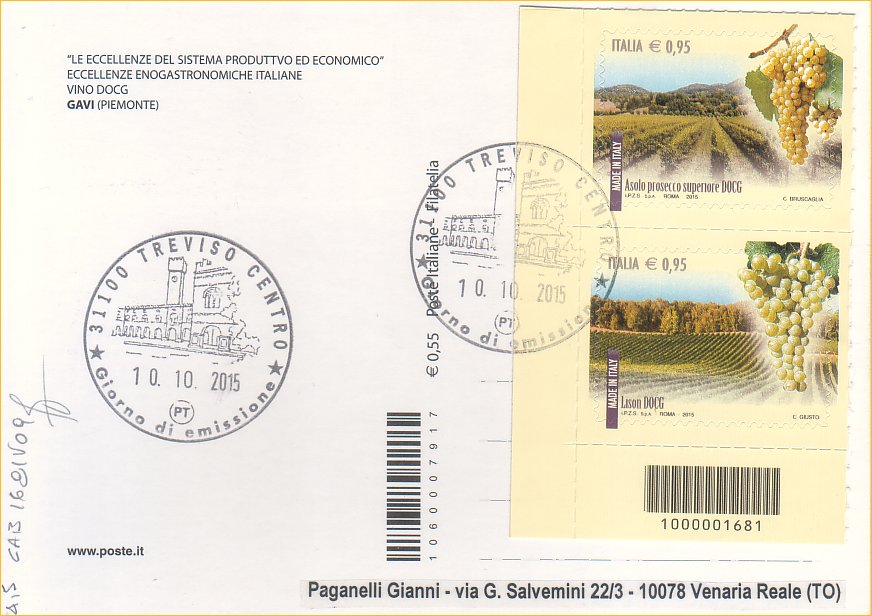 "LE ECCELLENZE DEL SISTEMA PRODUTTVO ED ECONOMICO"
ECCELLENZE ENOGASTRONOMICHE ITALIANE
VINO DOCG
GAVI (PIEMONTE)
ITALIA € 0,95
MADE IN ITALY
Asolo prosecco superiore DOCG
I.P.Z.S. S.p.A. ROMA 2015
C. BRUSCAGLIA
31100 TREVISO CENTRO
10. 10. 2015
PT
Giorno di emissione
31100 TREVISO CENTRO
10. 10. 2015
PT
Giorno di emissione
€ 0,55 Poste Italiane - Filatelia
ITALIA € 0,95
MADE IN ITALY
Lison DOCG
I.P.Z.S. S.p.A. - ROMA - 2015
E. GIUSTO
1000001681
106000007917
www.poste.it
Paganelli Gianni - via G. Salvemini 22/3 - 10078 Venaria Reale (TO)